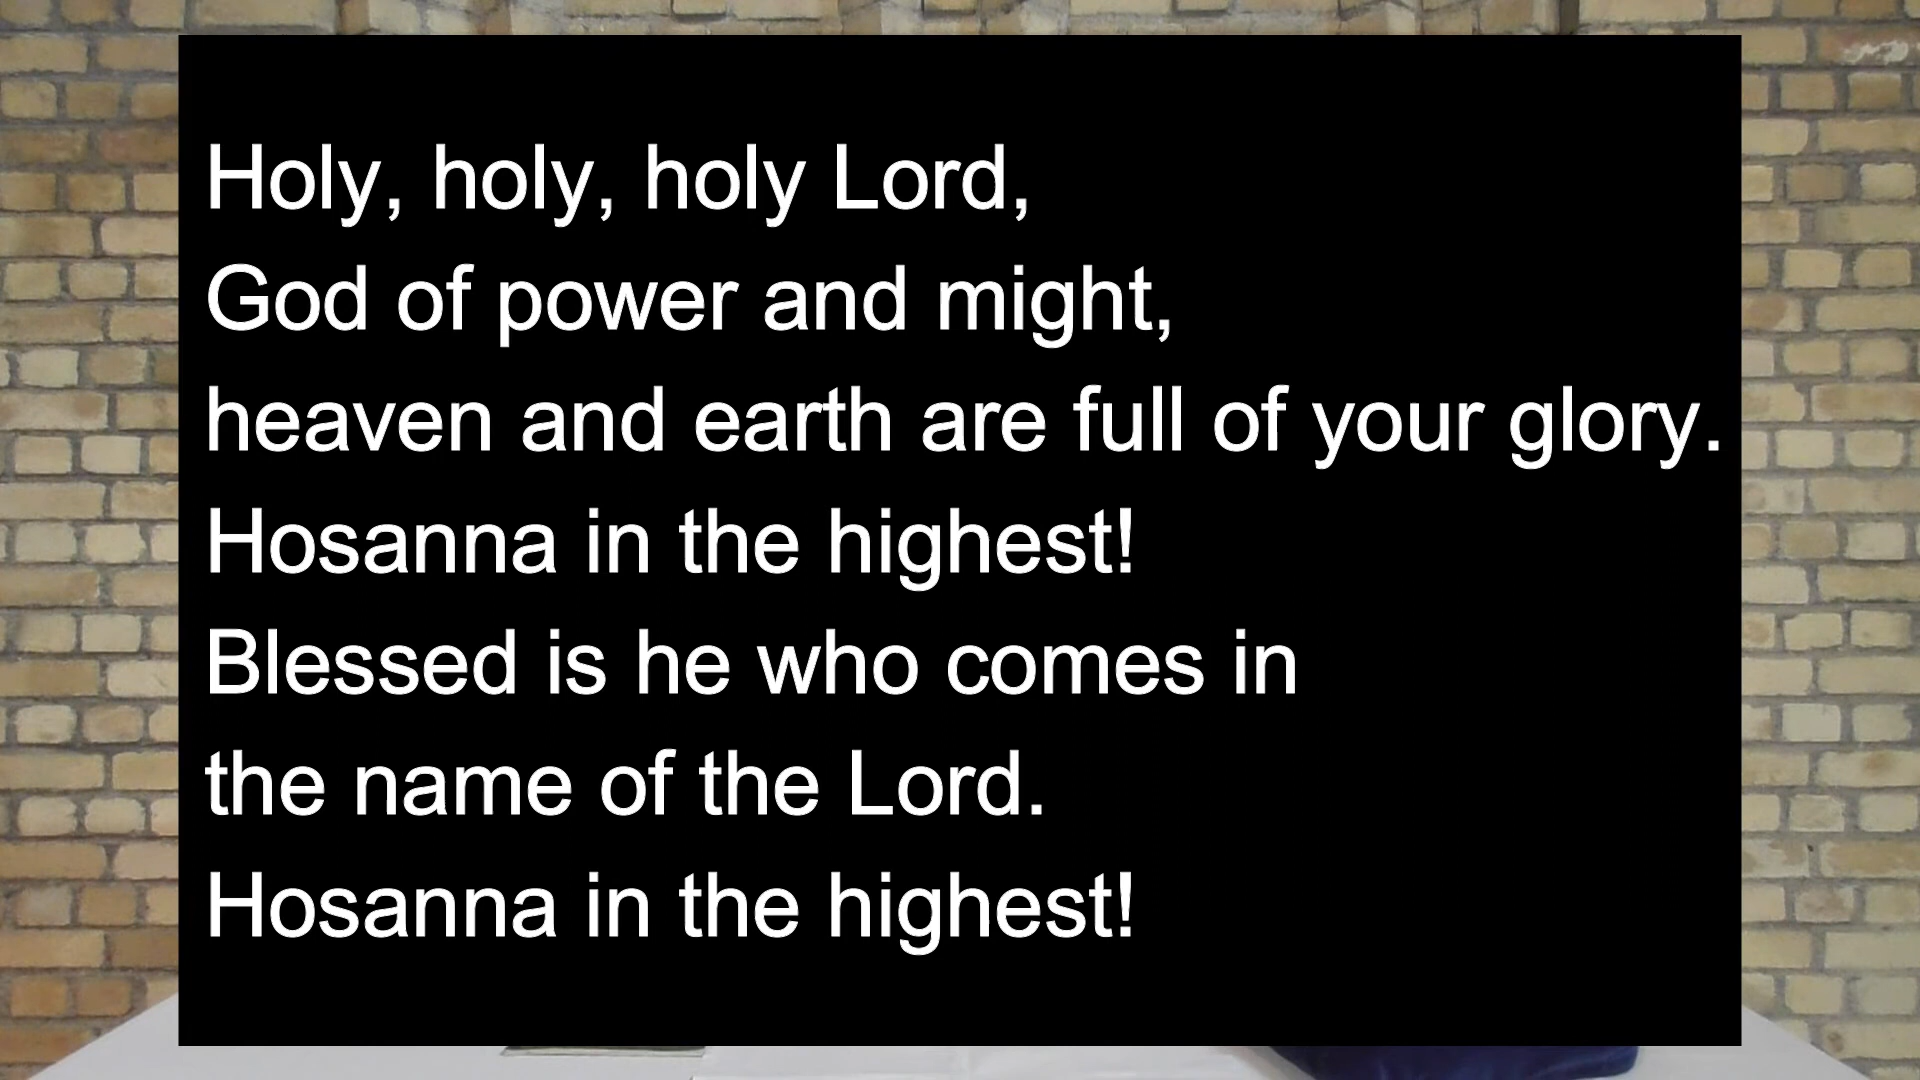 Holy, holy, holy Lord,
God of power and might,
heaven and earth are full of your glory.
Hosanna in the highest!
Blessed is he who comes in
the name of the Lord.
Hosanna in the highest!